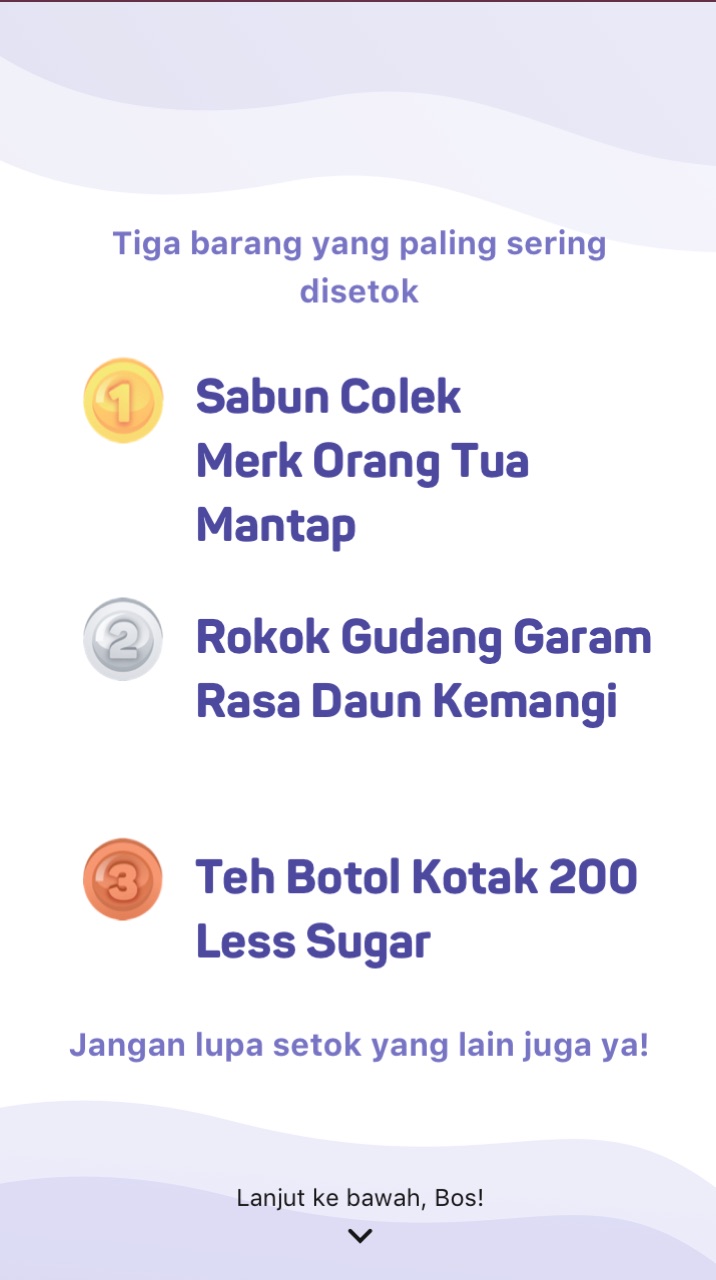 Tiga barang yang paling sering
disetok
1
Sabun Colek
Merk Orang Tua
Mantap
2
Rokok Gudang Garam
Rasa Daun Kemangi
3
Teh Botol Kotak 200
Less Sugar
Jangan lupa setok yang lain juga ya!
Lanjut ke bawah, Bos!